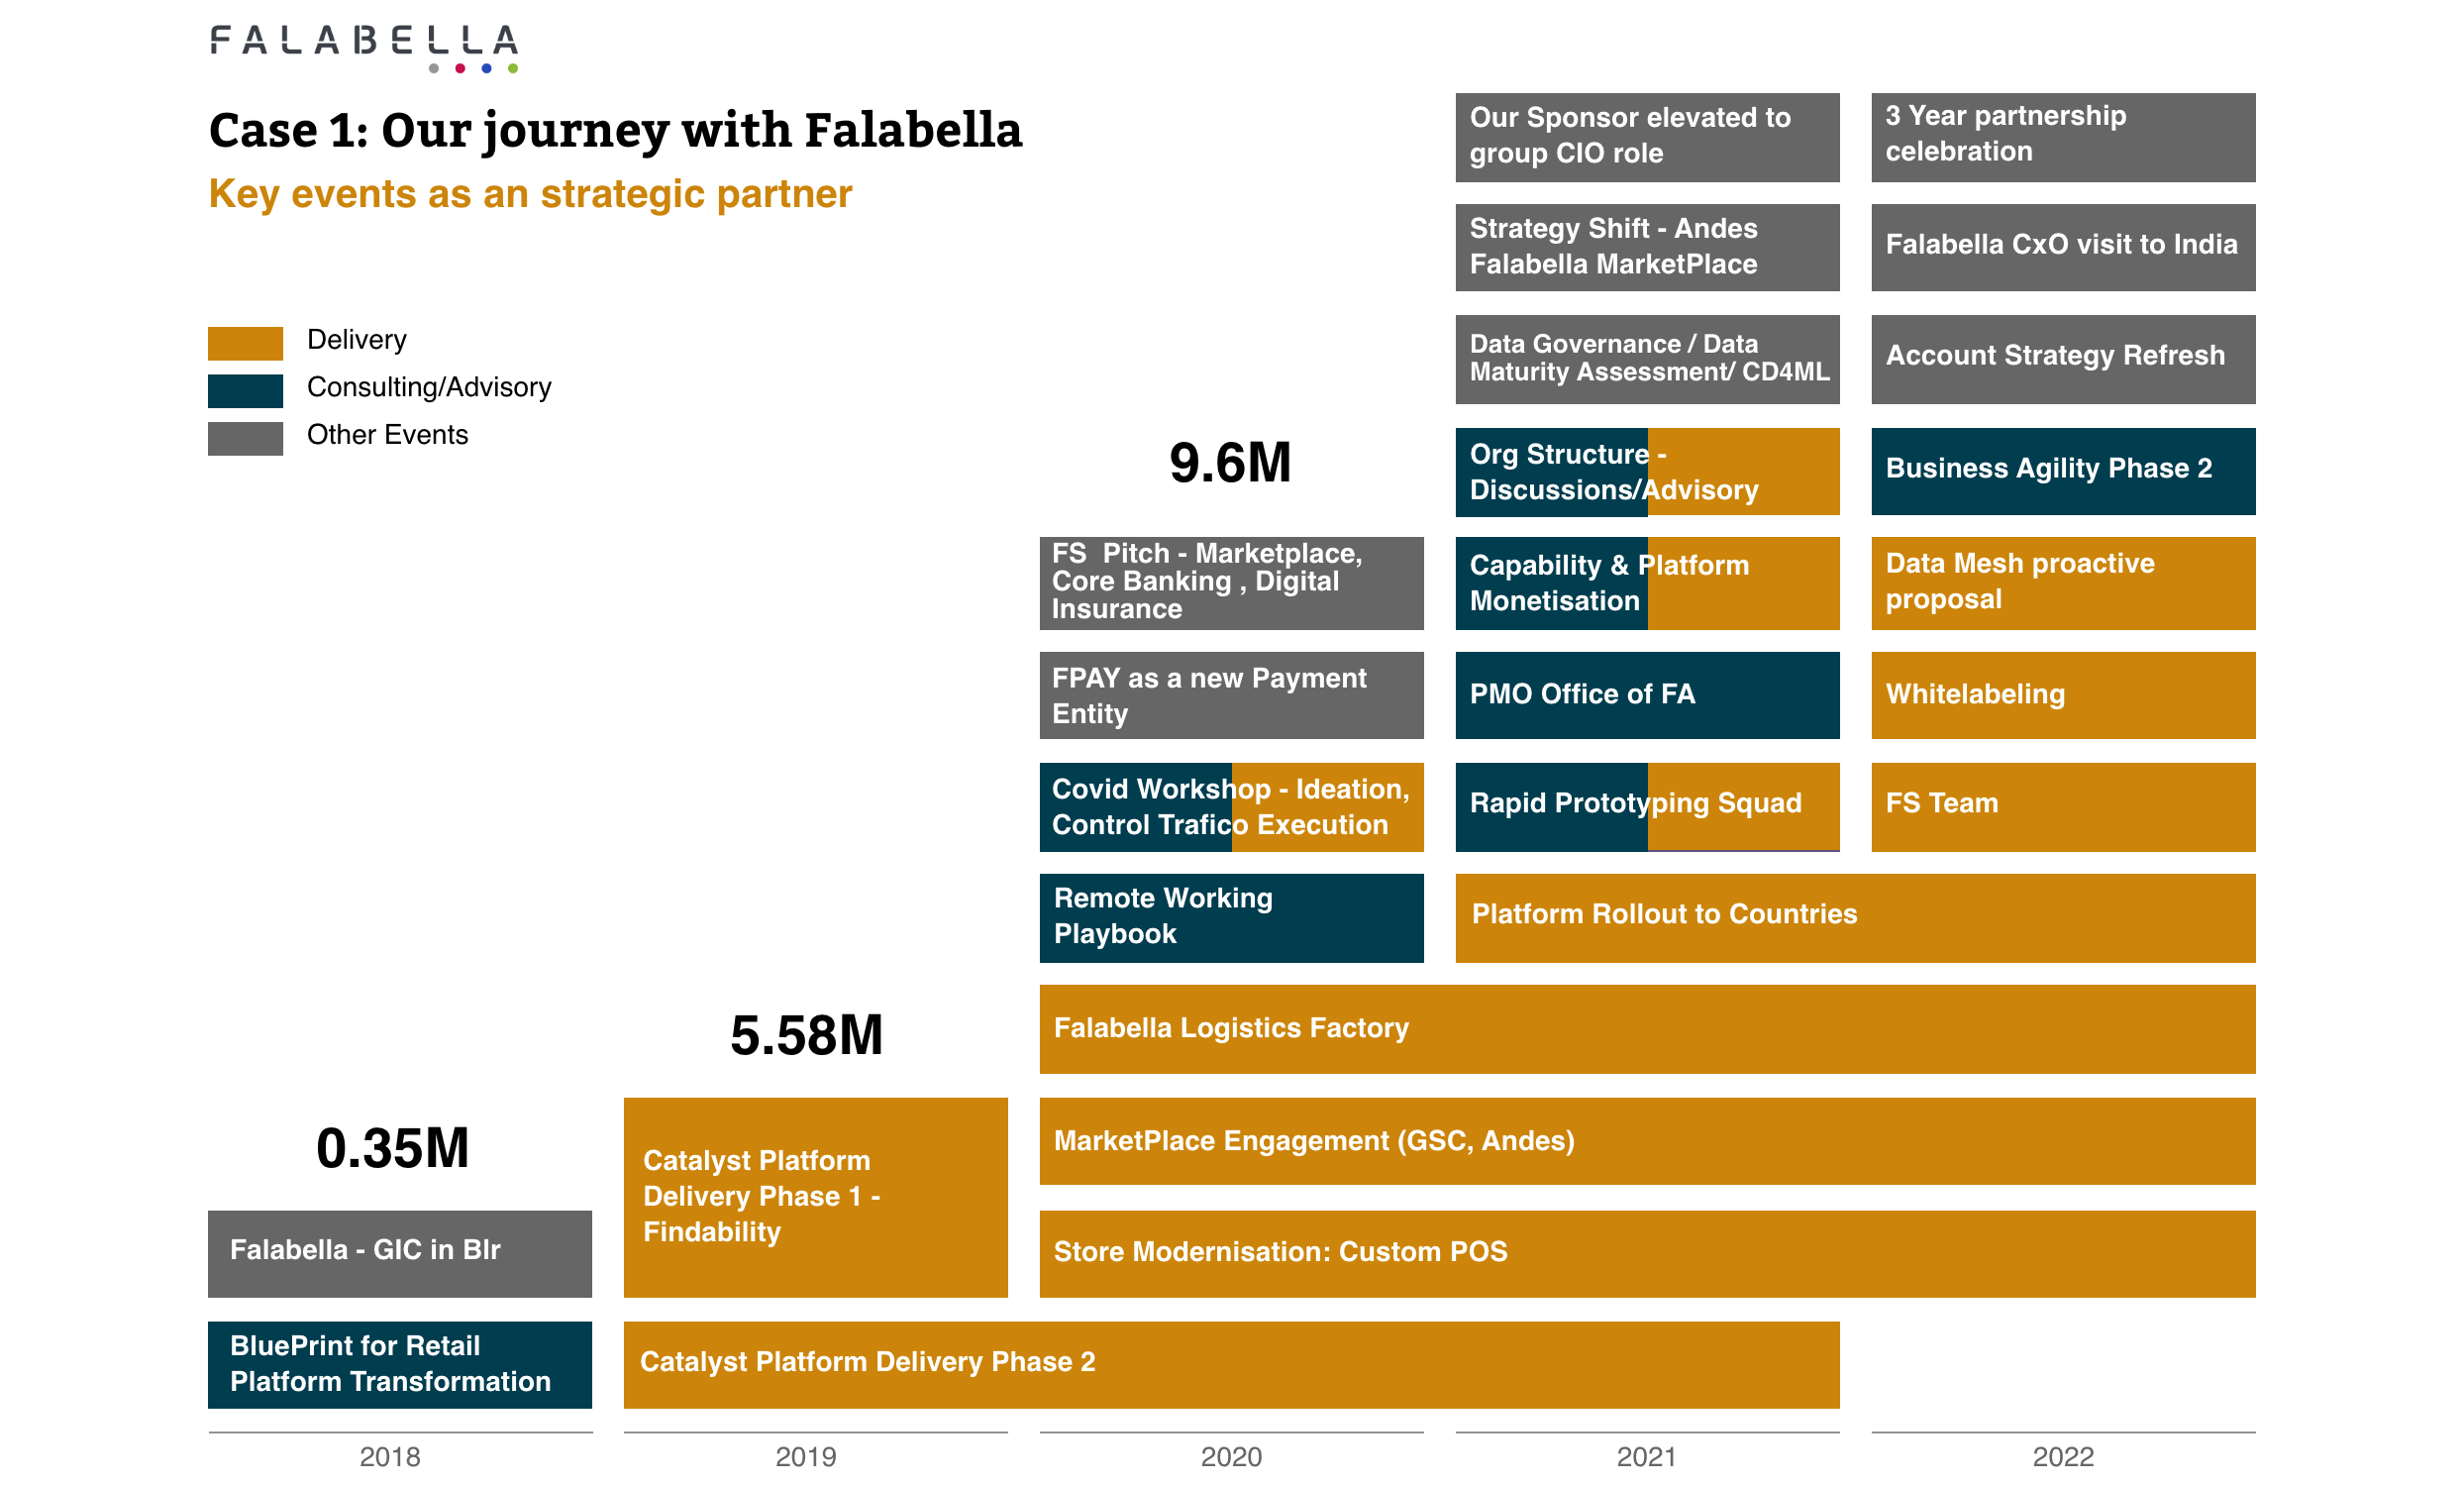 FALABELLA
Case 1: Our journey with Falabella
Key events as an strategic partner
Delivery
Consulting/Advisory
Other Events
0.35M
Falabella - GIC in Blr
BluePrint for Retail
Platform Transformation
2018
5.58M
Catalyst Platform
Delivery Phase 1 -
Findability
Catalyst Platform Delivery Phase 2
2019
9.6M
FS  Pitch - Marketplace,
Core Banking , Digital
Insurance
FPAY as a new Payment
Entity
Covid Workshop - Ideation,
Control Trafico Execution
Remote Working
Playbook
Falabella Logistics Factory
MarketPlace Engagement (GSC, Andes)
Store Modernisation: Custom POS
2020
Our Sponsor elevated to
group CIO role
Strategy Shift - Andes
Falabella MarketPlace
Data Governance / Data
Maturity Assessment/ CD4ML
Org Structure -
Discussions/Advisory
Capability & Platform
Monetisation
PMO Office of FA
Rapid Prototyping Squad
Platform Rollout to Countries
2021
3 Year partnership
celebration
Falabella CxO visit to India
Account Strategy Refresh
Business Agility Phase 2
Data Mesh proactive
proposal
Whitelabeling
FS Team
2022